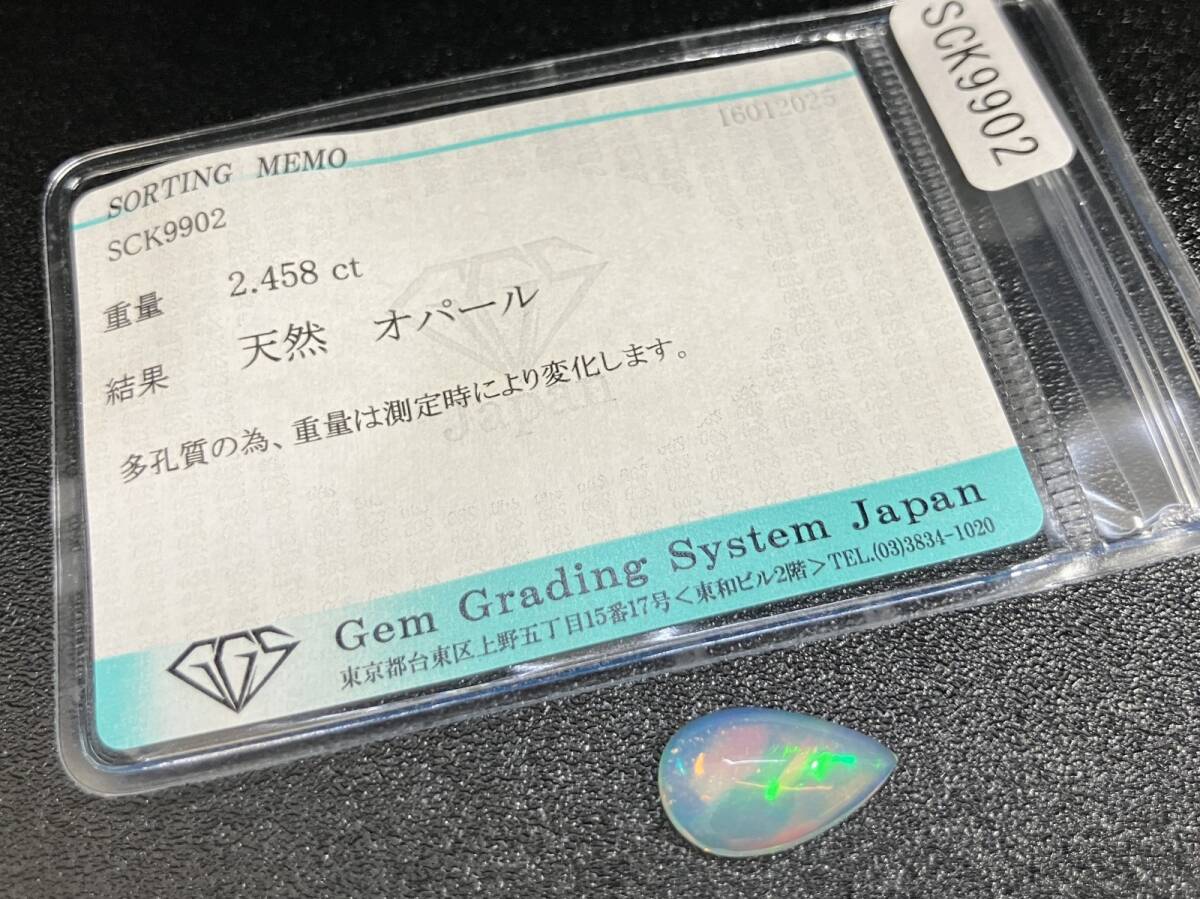 SCK9902
16012025
SORTING MEMO
SCK9902
重量 2.458 ct
結果 天然 オパール
多孔質の為、重量は測定時により変化します。
GGS
Japan
Gem Grading System Japan
GGS
東京都台東区上野五丁目15番17号<東和ビル2階>TEL.(03)3834-1020